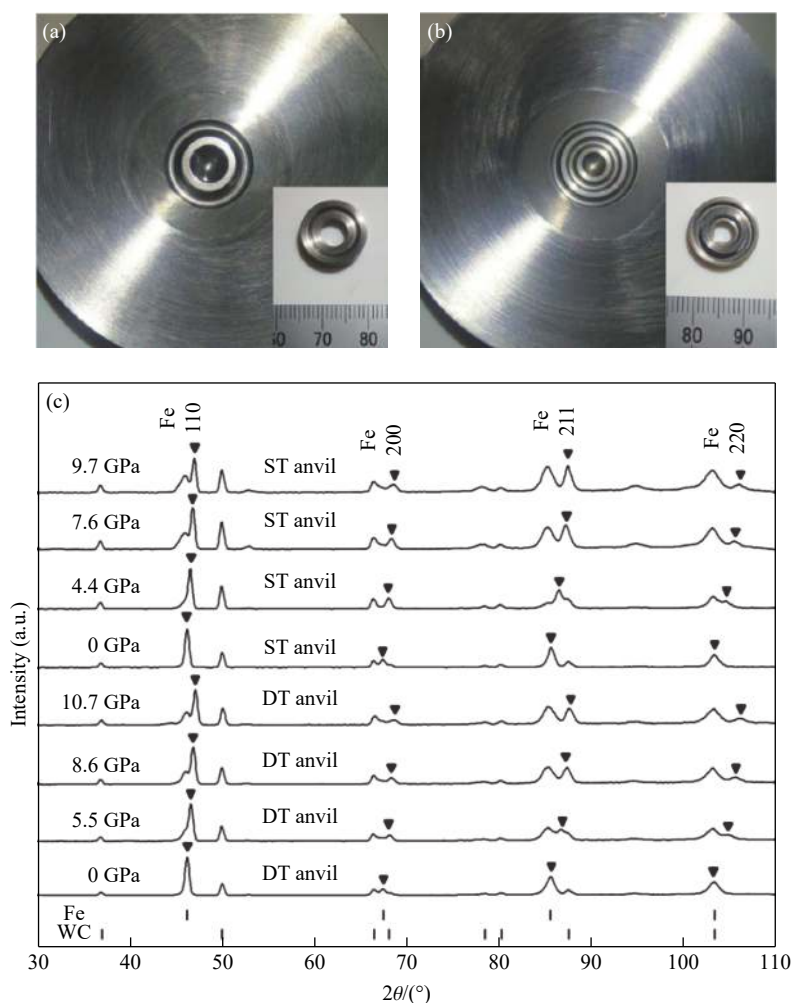 (a)
60 70 80
(b)
80 90
(c)
Fe 110
Fe 200
Fe 211
Fe 220
9.7 GPa ST anvil
7.6 GPa ST anvil
4.4 GPa ST anvil
0 GPa ST anvil
10.7 GPa DT anvil
8.6 GPa DT anvil
5.5 GPa DT anvil
0 GPa DT anvil
Fe
WC
Intensity (a.u.)
30 40 50 60 70 80 90 100 110
2θ/(°)